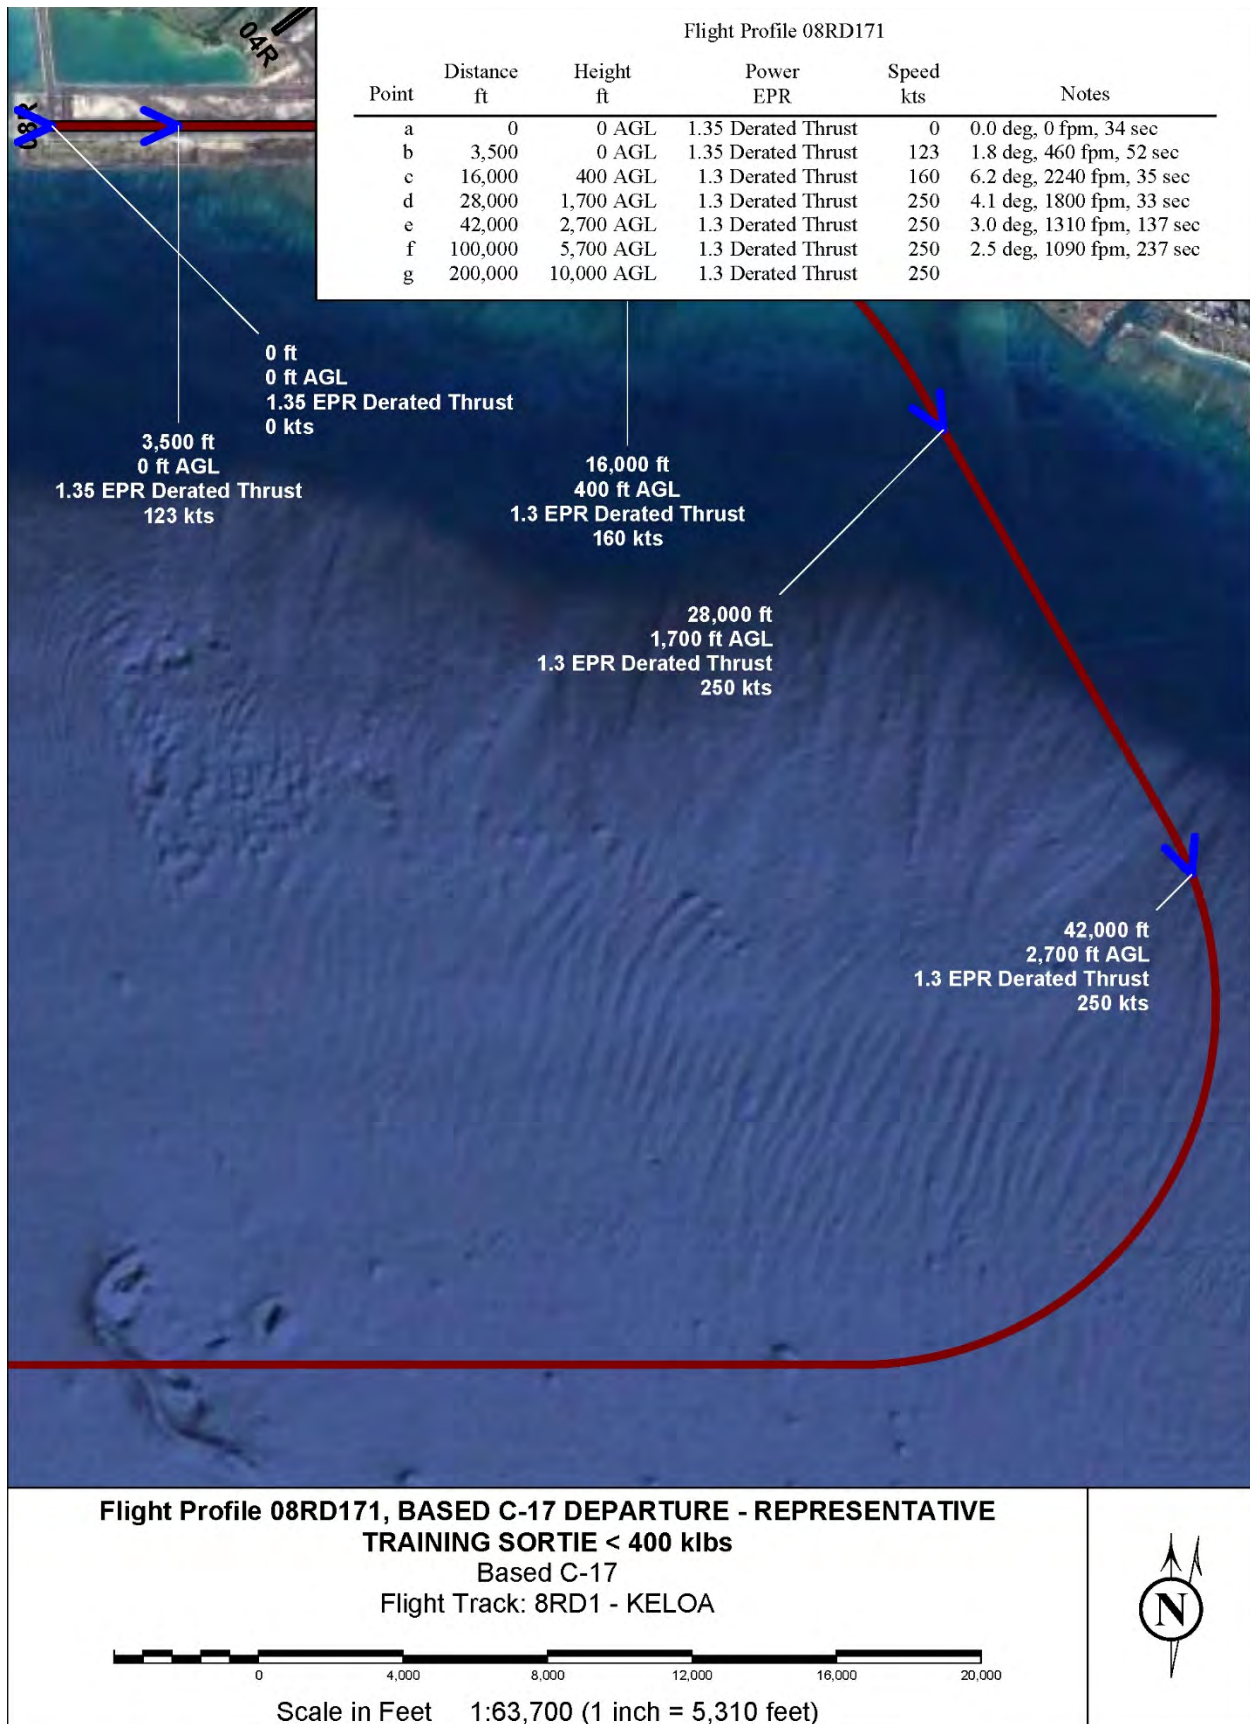 04R
08R
Flight Profile 08RD171
Distance Height Power Speed
Point ft ft EPR kts Notes
a 0 0 AGL 1.35 Derated Thrust 0 0.0 deg, 0 fpm, 34 sec
b 3,500 0 AGL 1.35 Derated Thrust 123 1.8 deg, 460 fpm, 52 sec
c 16,000 400 AGL 1.3 Derated Thrust 160 6.2 deg, 2240 fpm, 35 sec
d 28,000 1,700 AGL 1.3 Derated Thrust 250 4.1 deg, 1800 fpm, 33 sec
e 42,000 2,700 AGL 1.3 Derated Thrust 250 3.0 deg, 1310 fpm, 137 sec
f 100,000 5,700 AGL 1.3 Derated Thrust 250 2.5 deg, 1090 fpm, 237 sec
g 200,000 10,000 AGL 1.3 Derated Thrust 250
0 ft
0 ft AGL
1.35 EPR Derated Thrust
0 kts
3,500 ft
0 ft AGL
1.35 EPR Derated Thrust
123 kts
16,000 ft
400 ft AGL
1.3 EPR Derated Thrust
160 kts
28,000 ft
1,700 ft AGL
1.3 EPR Derated Thrust
250 kts
42,000 ft
2,700 ft AGL
1.3 EPR Derated Thrust
250 kts
Flight Profile 08RD171, BASED C-17 DEPARTURE - REPRESENTATIVE
TRAINING SORTIE < 400 klbs
Based C-17
Flight Track: 8RD1 - KELOA
0 4,000 8,000 12,000 16,000 20,000
Scale in Feet 1:63,700 (1 inch = 5,310 feet)
N